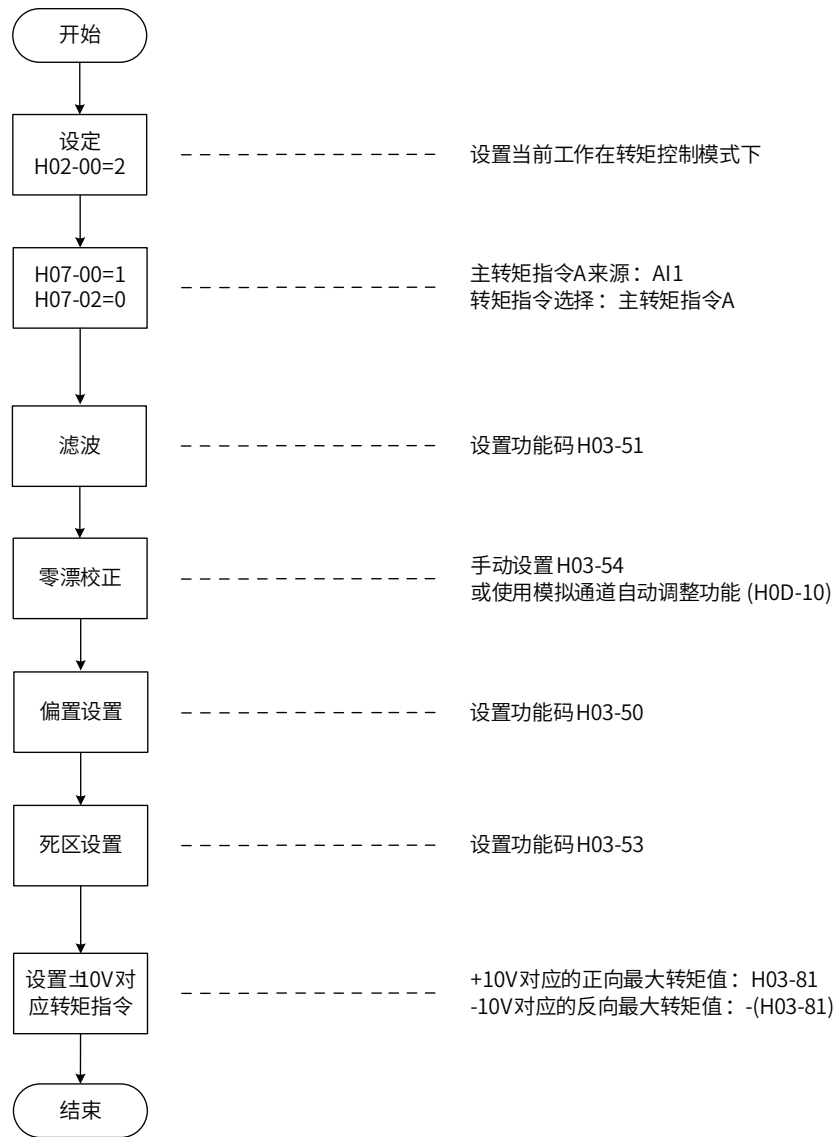 开始
设定
H02-00=2
设置当前工作在转矩控制模式下
H07-00=1
H07-02=0
主转矩指令A来源：AI1
转矩指令选择：主转矩指令A
滤波
设置功能码H03-51
零漂校正
手动设置H03-54
或使用模拟通道自动调整功能 (H0D-10)
偏置设置
设置功能码H03-50
死区设置
设置功能码H03-53
设置±10V对
应转矩指令
+10V对应的正向最大转矩值：H03-81
-10V对应的反向最大转矩值：-(H03-81)
结束